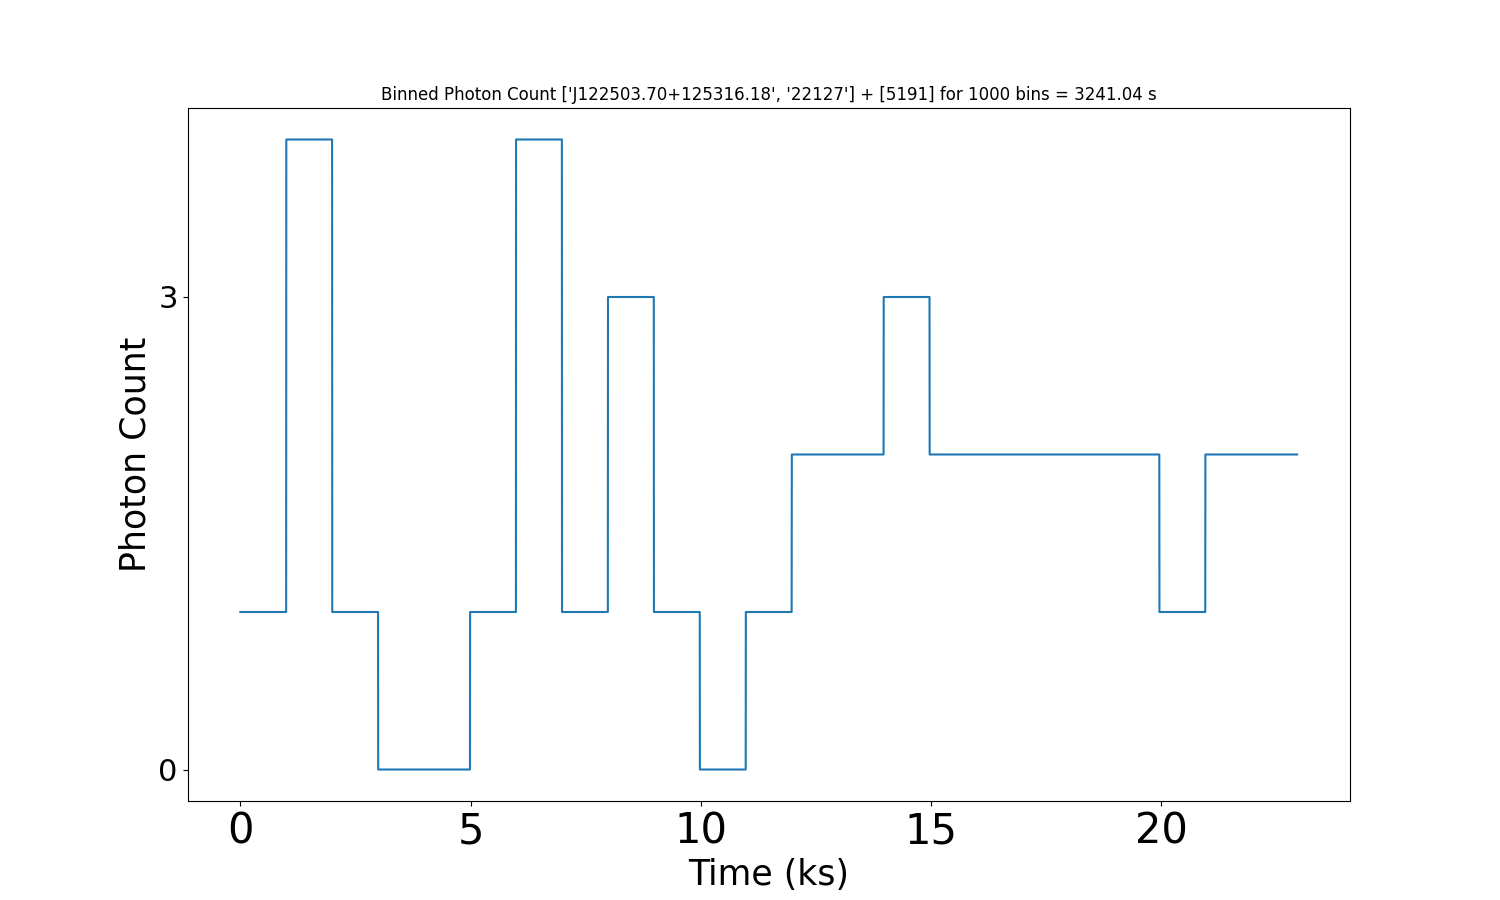 Binned Photon Count ['J122503.70+125316.18', '22127'] + [5191] for 1000 bins = 3241.04 s
3
0
Photon Count
0 5 10 15 20
Time (ks)